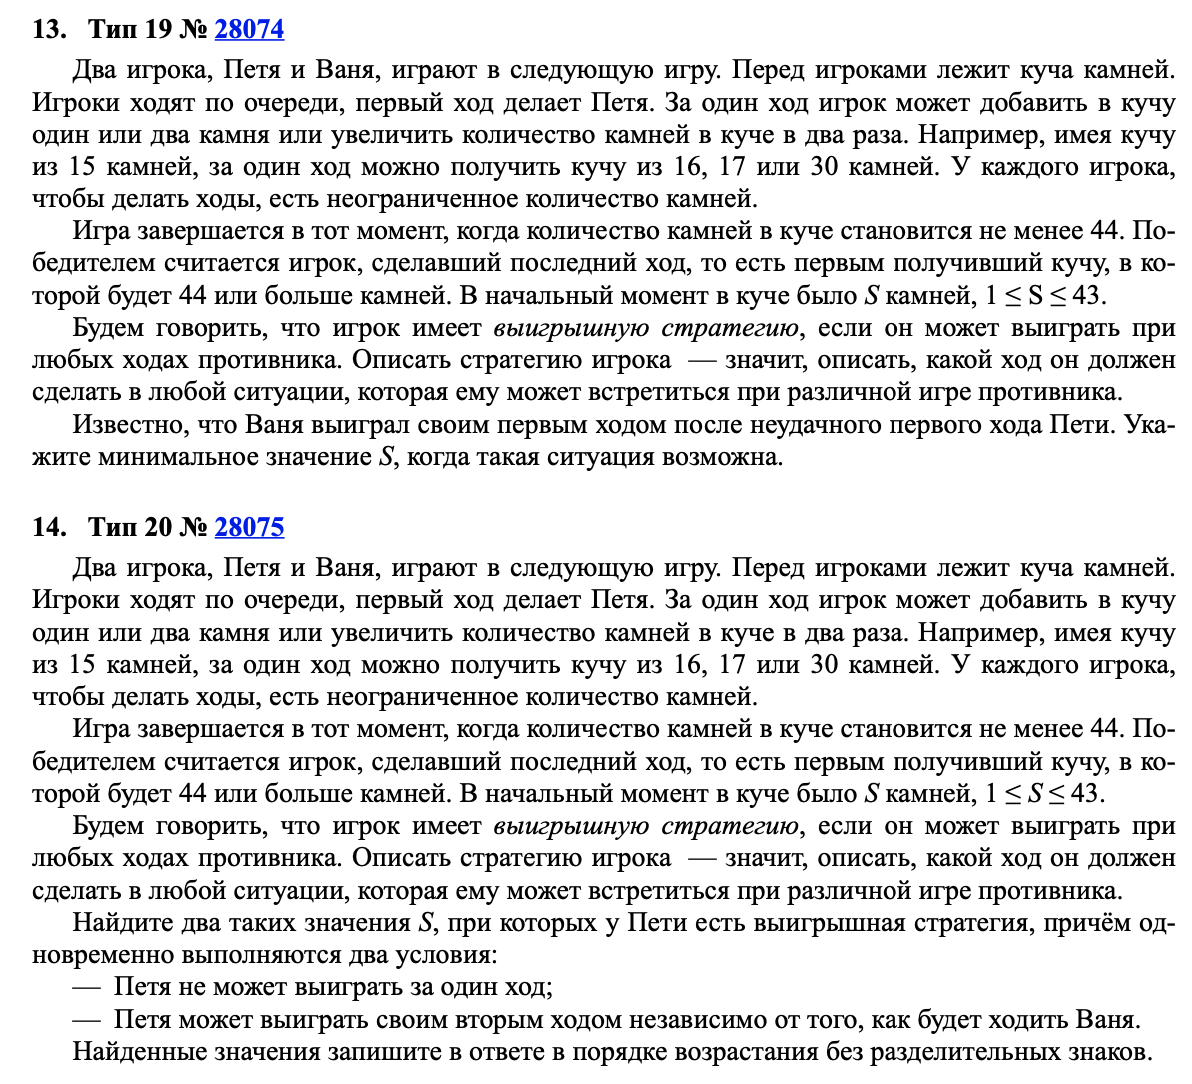 13. Тип 19 № 28074
Два игрока, Петя и Ваня, играют в следующую игру. Перед игроками лежит куча камней.
Игроки ходят по очереди, первый ход делает Петя. За один ход игрок может добавить в кучу
один или два камня или увеличить количество камней в куче в два раза. Например, имея кучу
из 15 камней, за один ход можно получить кучу из 16, 17 или 30 камней. У каждого игрока,
чтобы делать ходы, есть неограниченное количество камней.
Игра завершается в тот момент, когда количество камней в куче становится не менее 44. По-
бедителем считается игрок, сделавший последний ход, то есть первым получивший кучу, в ко-
торой будет 44 или больше камней. В начальный момент в куче было S камней, 1 ≤ S ≤ 43.
Будем говорить, что игрок имеет выигрышную стратегию, если он может выиграть при
любых ходах противника. Описать стратегию игрока — значит, описать, какой ход он должен
сделать в любой ситуации, которая ему может встретиться при различной игре противника.
Известно, что Ваня выиграл своим первым ходом после неудачного первого хода Пети. Ука-
жите минимальное значение S, когда такая ситуация возможна.
14. Тип 20 № 28075
Два игрока, Петя и Ваня, играют в следующую игру. Перед игроками лежит куча камней.
Игроки ходят по очереди, первый ход делает Петя. За один ход игрок может добавить в кучу
один или два камня или увеличить количество камней в куче в два раза. Например, имея кучу
из 15 камней, за один ход можно получить кучу из 16, 17 или 30 камней. У каждого игрока,
чтобы делать ходы, есть неограниченное количество камней.
Игра завершается в тот момент, когда количество камней в куче становится не менее 44. По-
бедителем считается игрок, сделавший последний ход, то есть первым получивший кучу, в ко-
торой будет 44 или больше камней. В начальный момент в куче было S камней, 1 ≤ S ≤ 43.
Будем говорить, что игрок имеет выигрышную стратегию, если он может выиграть при
любых ходах противника. Описать стратегию игрока — значит, описать, какой ход он должен
сделать в любой ситуации, которая ему может встретиться при различной игре противника.
Найдите два таких значения S, при которых у Пети есть выигрышная стратегия, причём од-
новременно выполняются два условия:
— Петя не может выиграть за один ход;
— Петя может выиграть своим вторым ходом независимо от того, как будет ходить Ваня.
Найденные значения запишите в ответе в порядке возрастания без разделительных знаков.